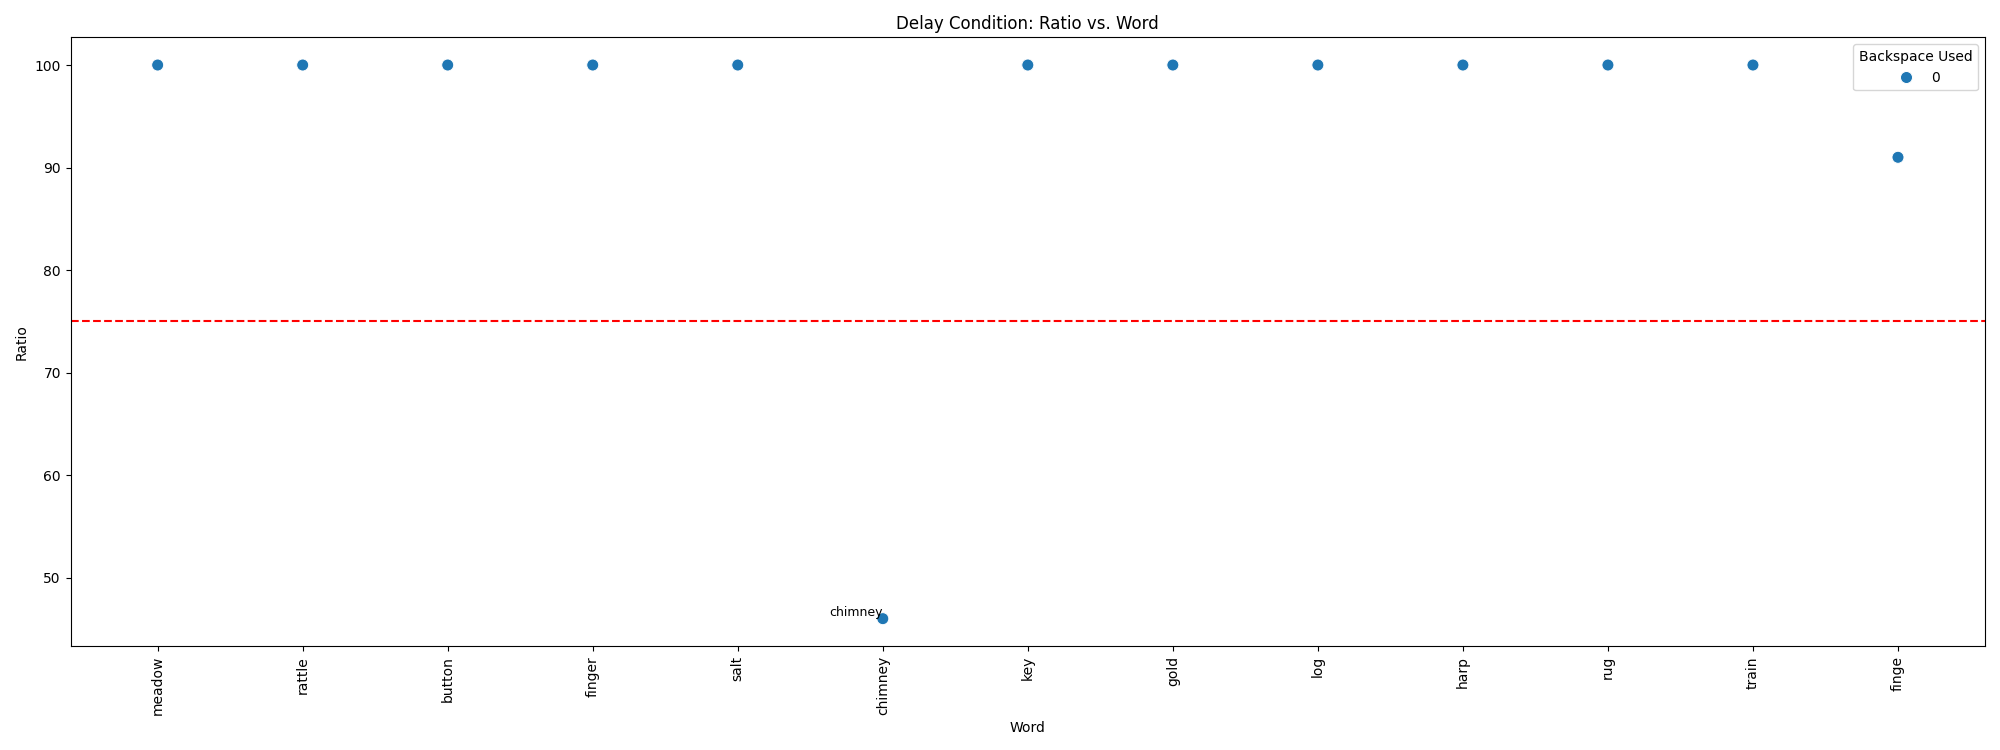 Delay Condition: Ratio vs. Word
Backspace Used
0
100
90
80
70
60
50
Ratio
chimney
meadow
rattle
button
finger
salt
chimney
key
gold
log
harp
rug
train
finge
Word